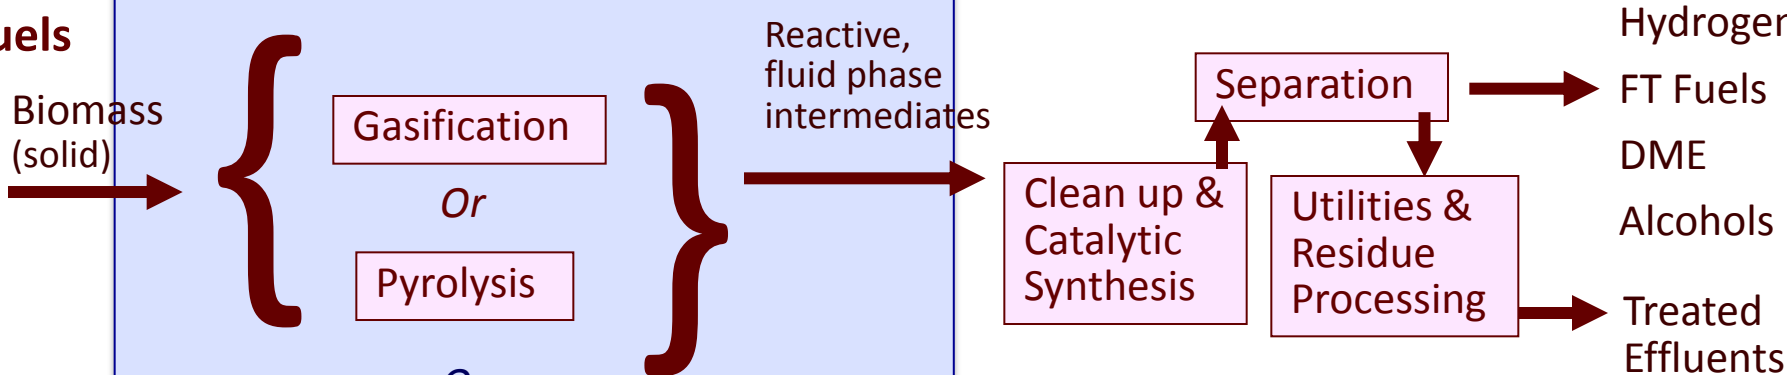 Biomass
(solid)
Gasification
Or
Pyrolysis
Reactive,
fluid phase
intermediates
Clean up &
Catalytic
Synthesis
Separation
Utilities &
Residue
Processing
Hydrogen
FT Fuels
DME
Alcohols
Treated
Effluents